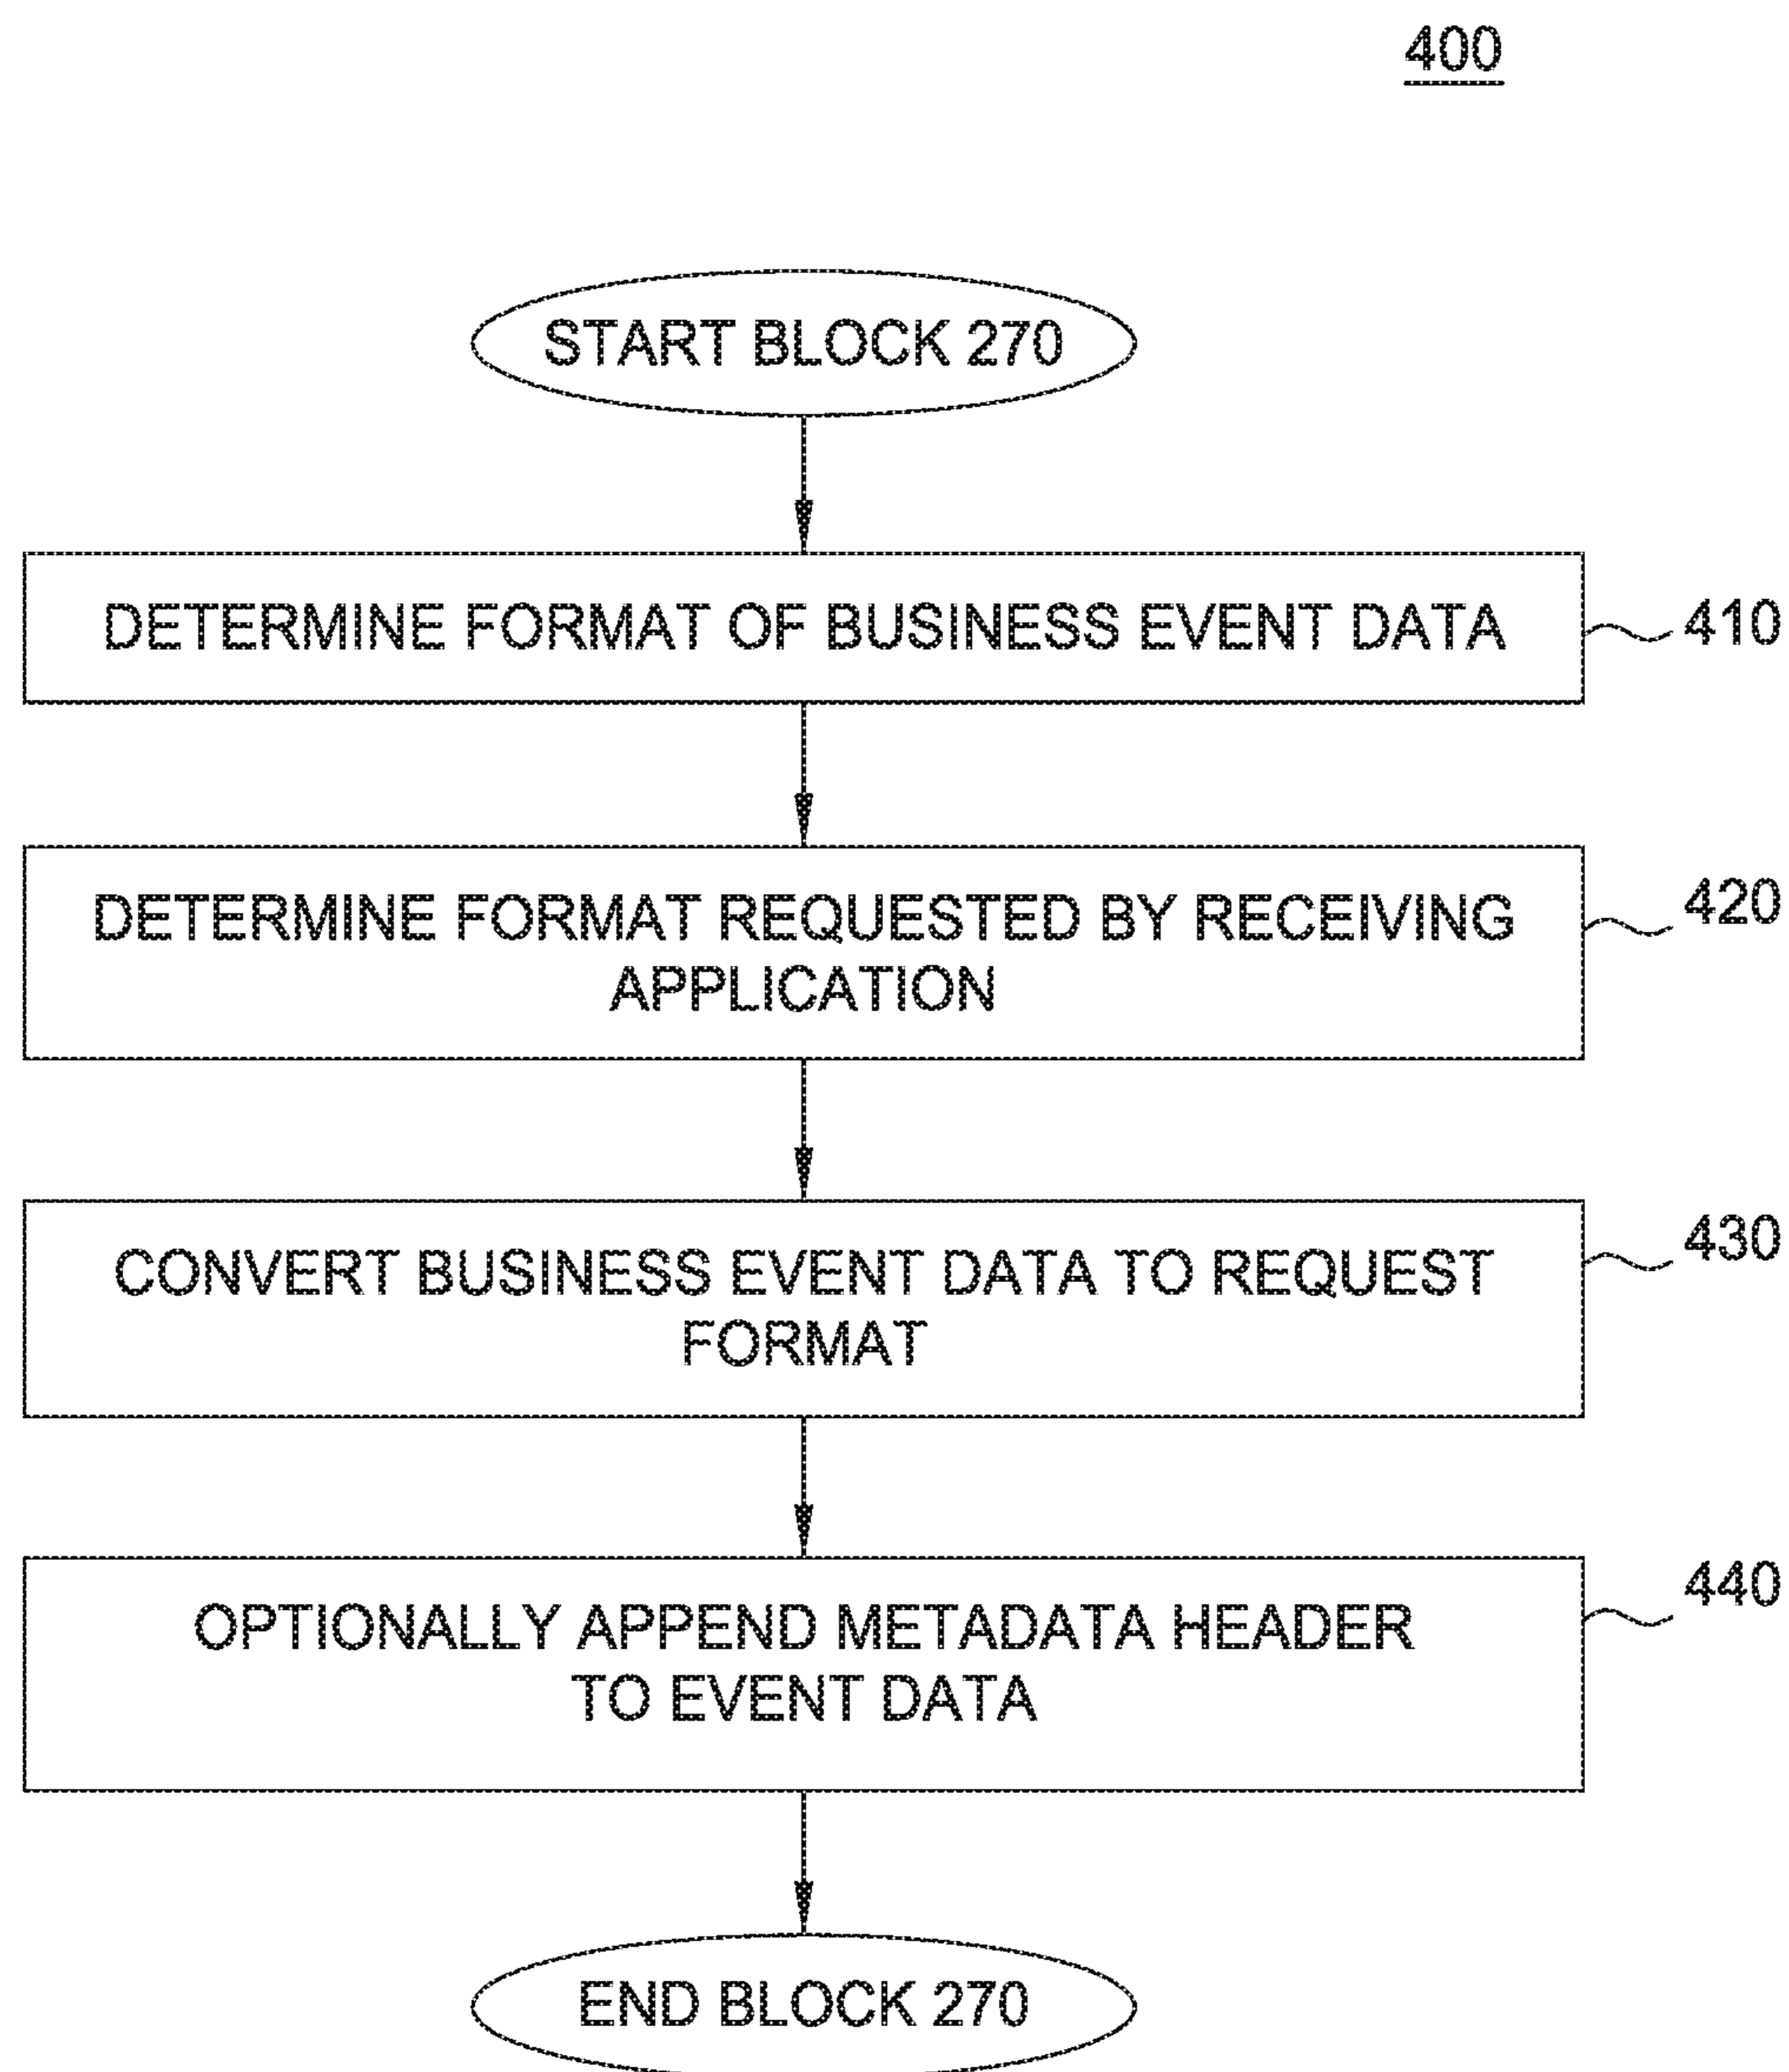 400
START BLOCK 270
DETERMINE FORMAT OF BUSINESS EVENT DATA
410
DETERMINE FORMAT REQUESTED BY RECEIVING
APPLICATION
420
CONVERT BUSINESS EVENT DATA TO REQUEST
FORMAT
430
OPTIONALLY APPEND METADATA HEADER
TO EVENT DATA
440
END BLOCK 270